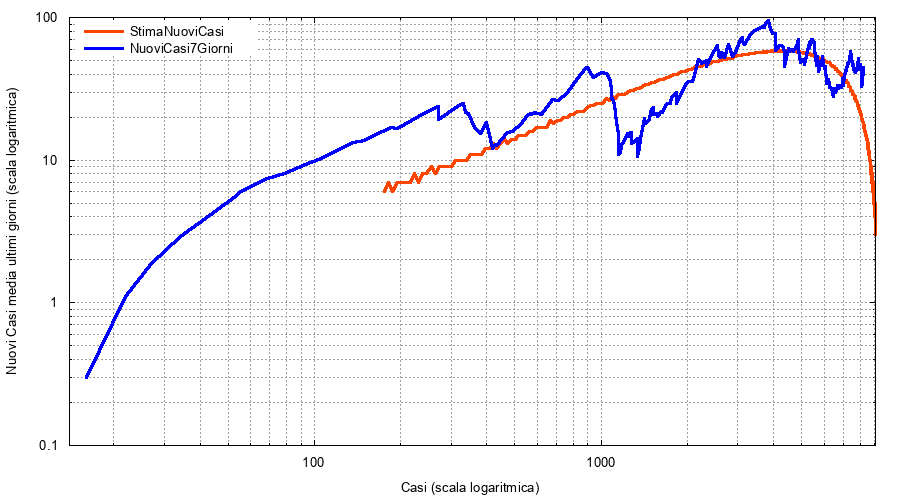 StimaNuoviCasi
NuoviCasi7Giorni
Nuovi Casi media ultimi giorni (scala logaritmica)
100
10
1
0.1
100
1000
Casi (scala logaritmica)